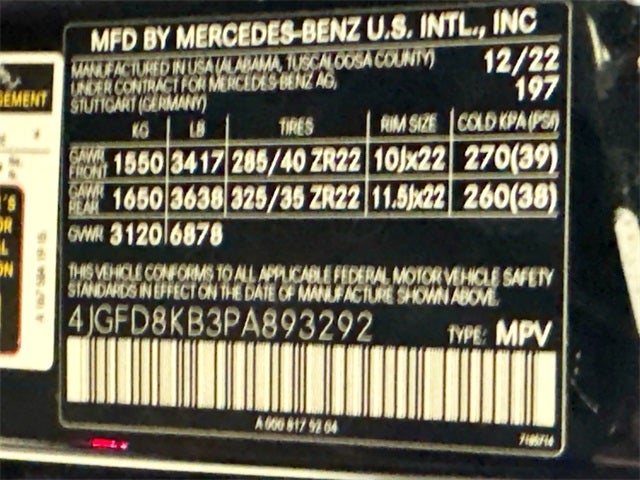 MFD BY MERCEDES-BENZ U.S. INTL., INC
MANUFACTURED IN USA (ALABAMA, TUSCALOOSA COUNTY) 12/22
UNDER CONTRACT FOR MERCEDES-BENZ AG, 197
STUTTGART (GERMANY)
KG LB TIRES RIM SIZE COLD KPA (PSI)
GAWR FRONT 1550 3417 285/40 ZR22 10Jx22 270(39)
GAWR REAR 1650 3638 325/35 ZR22 11.5Jx22 260(38)
GVWR 3120 6878
THIS VEHICLE CONFORMS TO ALL APPLICABLE FEDERAL MOTOR VEHICLE SAFETY
STANDARDS IN EFFECT ON THE DATE OF MANUFACTURE SHOWN ABOVE.
4JGFD8KB3PA893292 TYPE: MPV
A 000 817 52 04